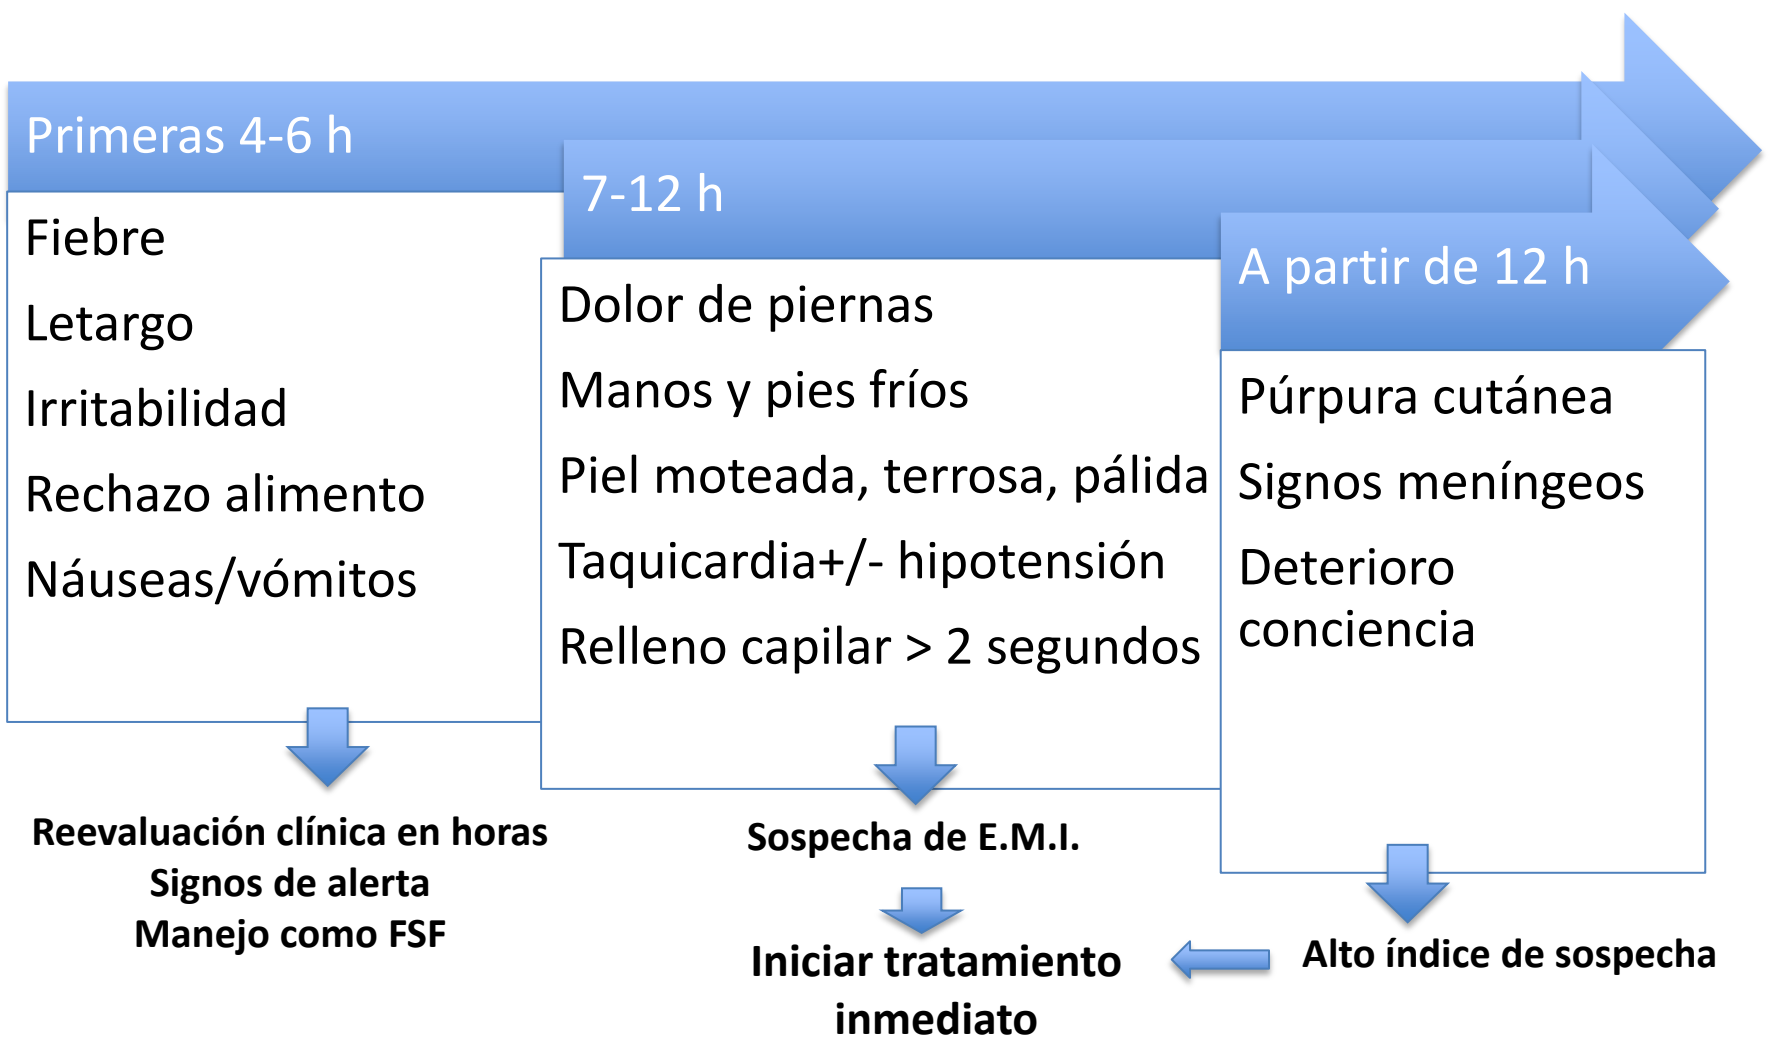 Primeras 4-6 h
Fiebre
Letargo
Irritabilidad
Rechazo alimento
Náuseas/vómitos
7-12 h
Dolor de piernas
Manos y pies fríos
Piel moteada, terrosa, pálida
Taquicardia+/- hipotensión
Relleno capilar > 2 segundos
A partir de 12 h
Púrpura cutánea
Signos meníngeos
Deterioro
conciencia
Reevaluación clínica en horas
Signos de alerta
Manejo como FSF
Sospecha de E.M.I.
Iniciar tratamiento
inmediato
Alto índice de sospecha